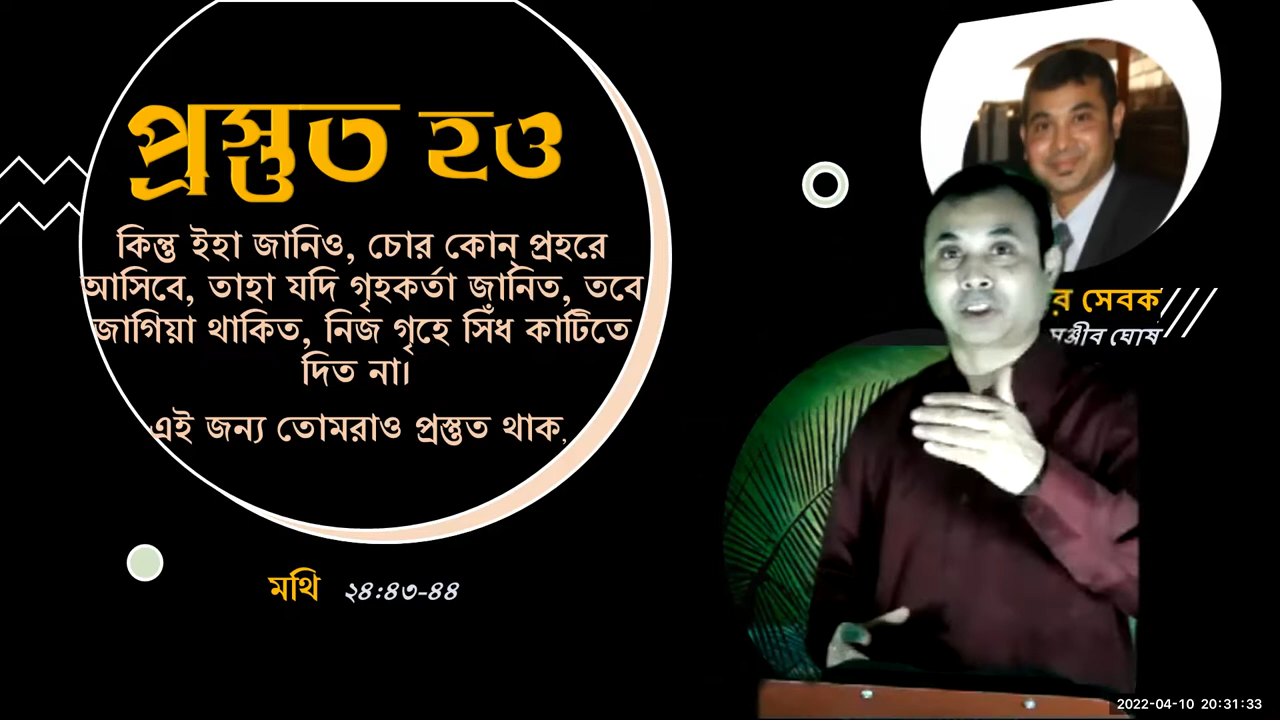 প্রস্তুত হও
কিন্তু ইহা জানিও, চোর কোন্ প্রহরে
আসিবে, তাহা যদি গৃহকর্তা জানিত, তবে
জাগিয়া থাকিত, নিজ গৃহে সিঁধ কাটিতে
দিত না।
এই জন্য তোমরাও প্রস্তুত থাক,
মথি ২৪:৪৩-৪৪
র সেবক
ঘোষ
2022-04-10 20:31:33